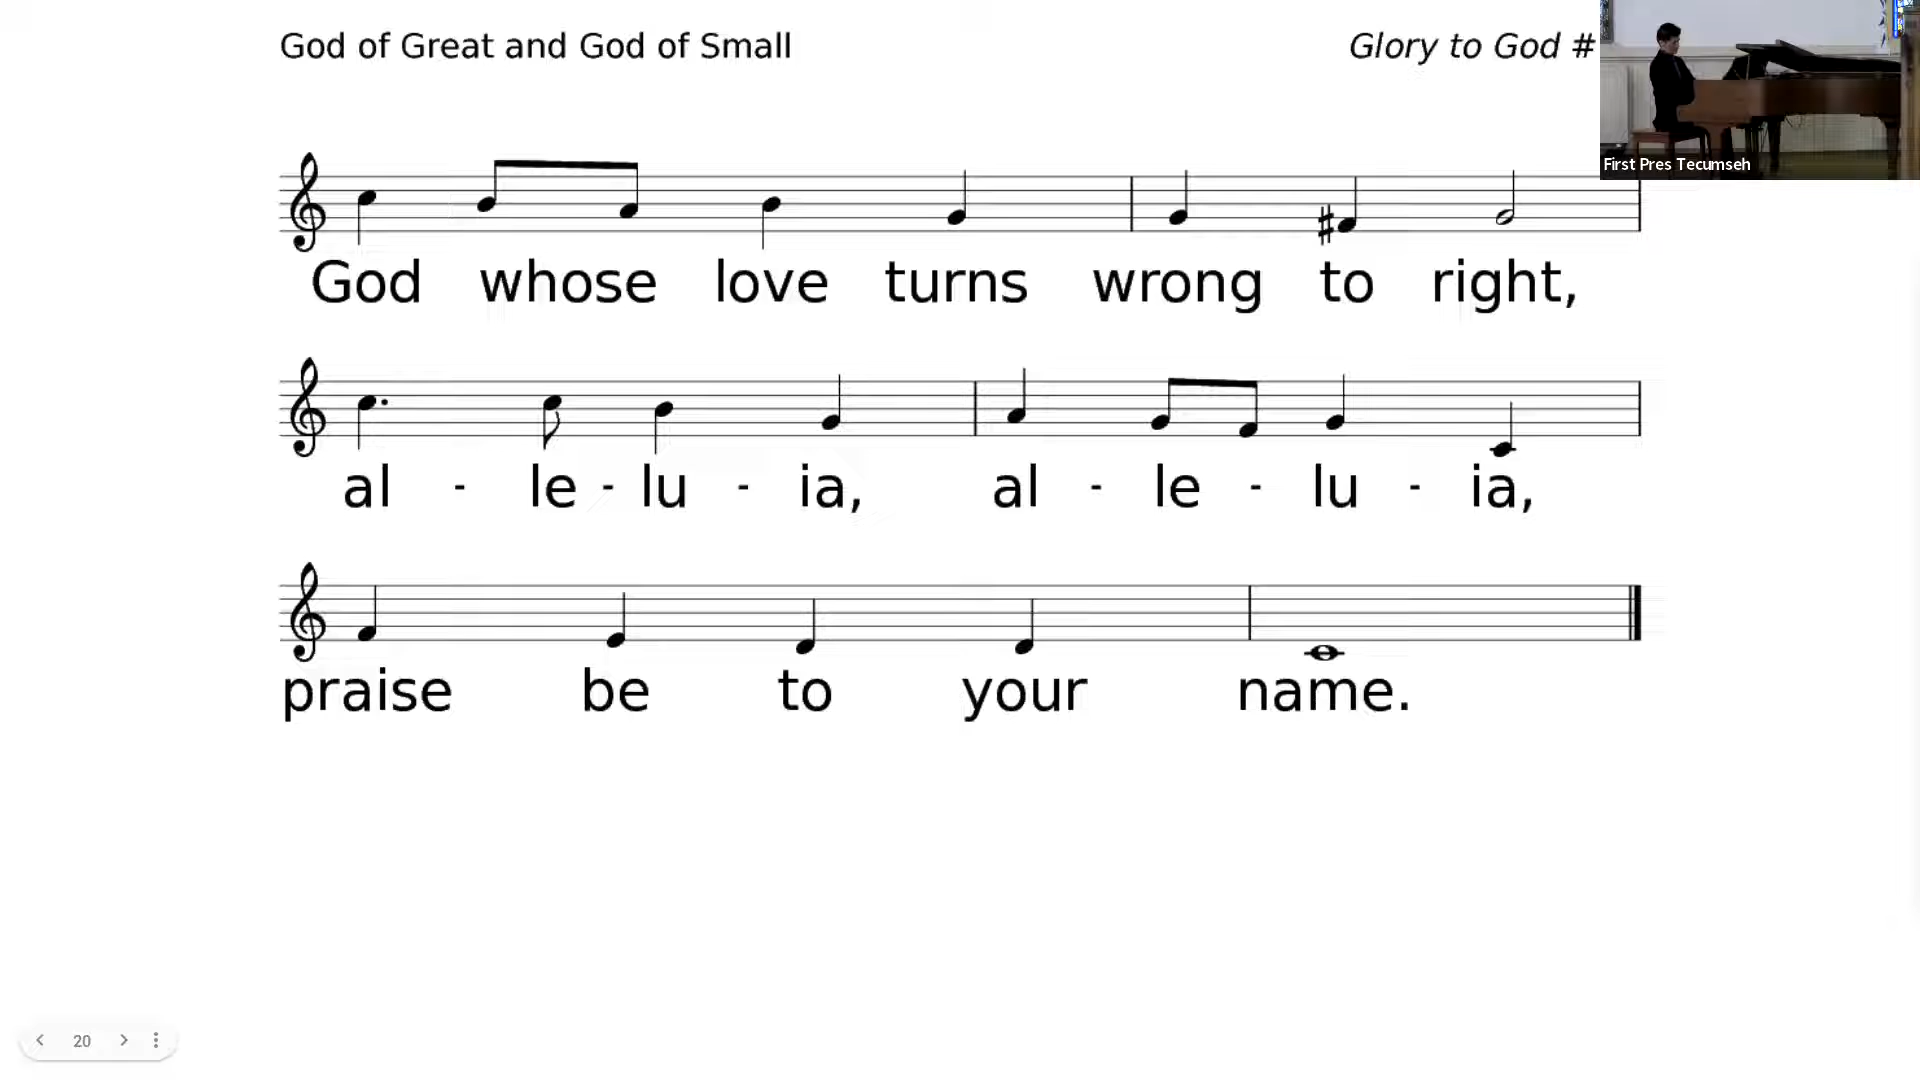 God of Great and God of Small
Glory to God #
First Pres Tecumseh
God whose love turns wrong to right,
al - le - lu - ia, al - le - lu - ia,
praise be to your name.
20